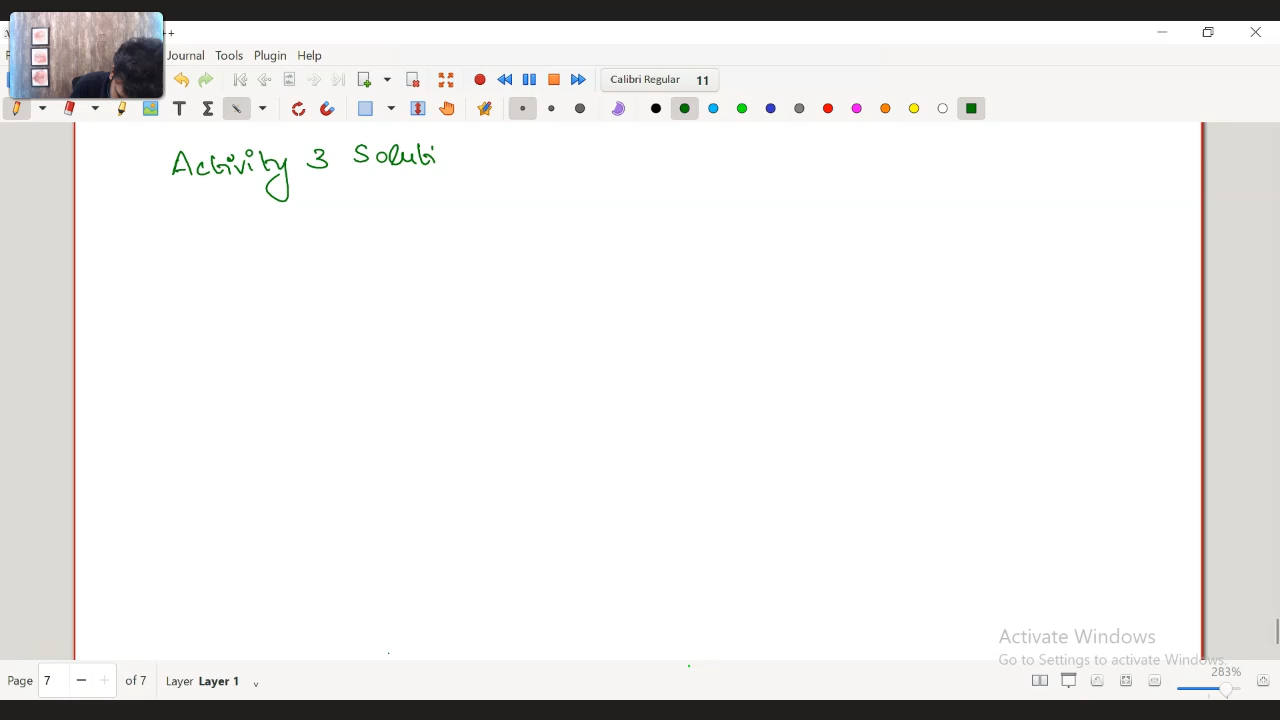 ++
Journal Tools Plugin Help
Calibri Regular 11
Activity 3 Soluti
Activate Windows
Go to Settings to activate Windows.
Page 7 of 7 Layer Layer 1 283%